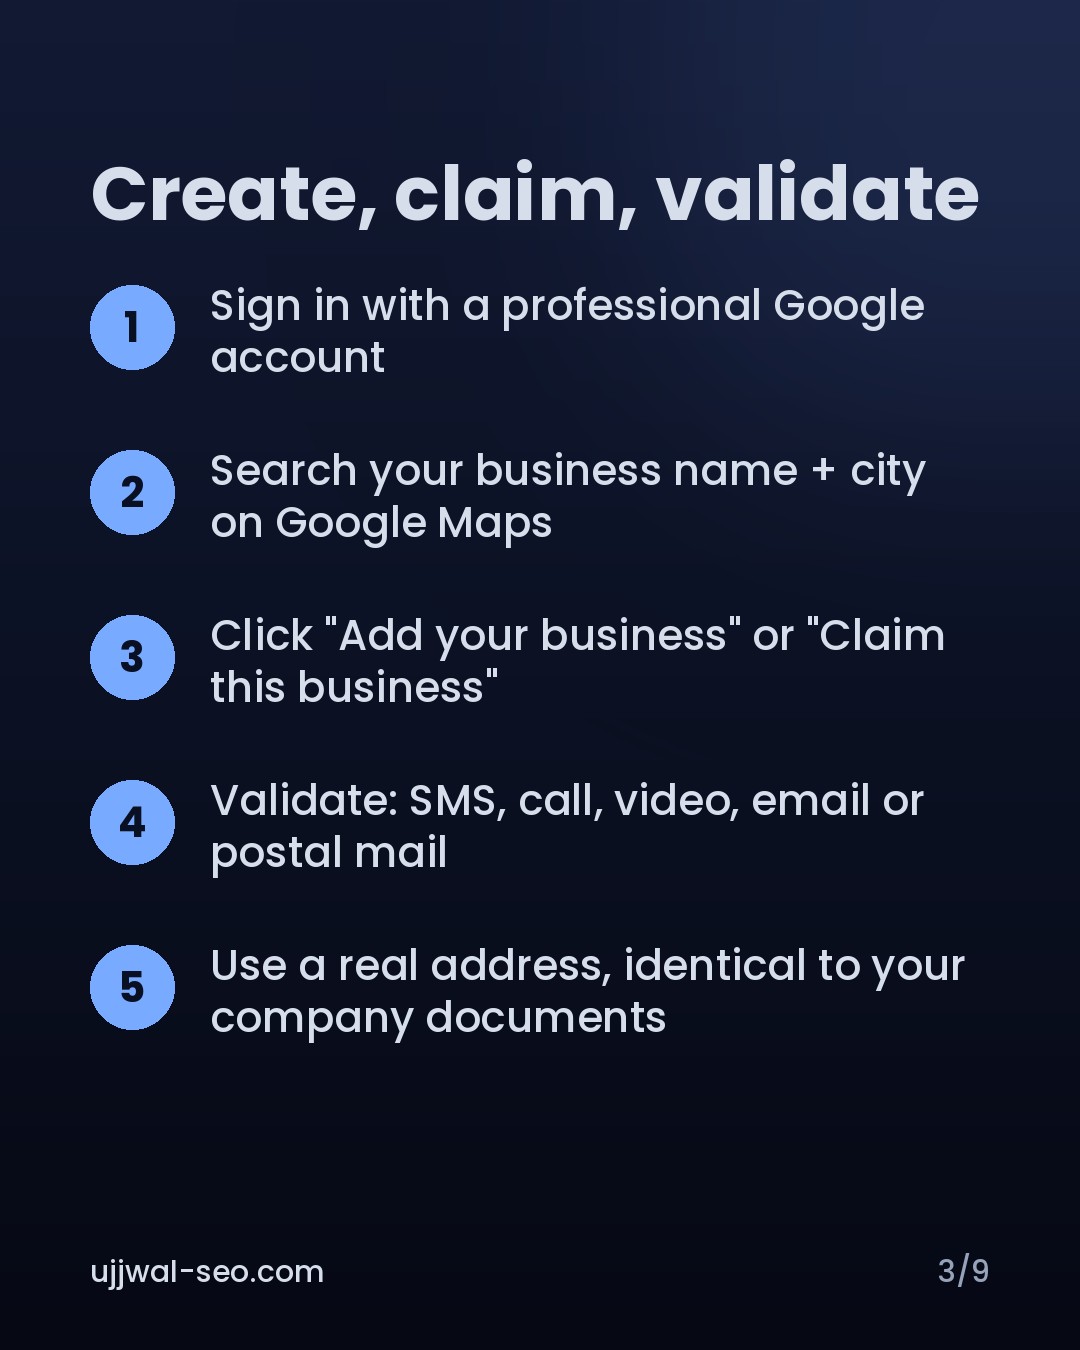 Create, claim, validate
1
Sign in with a professional Google
account
2
Search your business name + city
on Google Maps
3
Click "Add your business" or "Claim
this business"
4
Validate: SMS, call, video, email or
postal mail
5
Use a real address, identical to your
company documents
ujjwal-seo.com
3/9